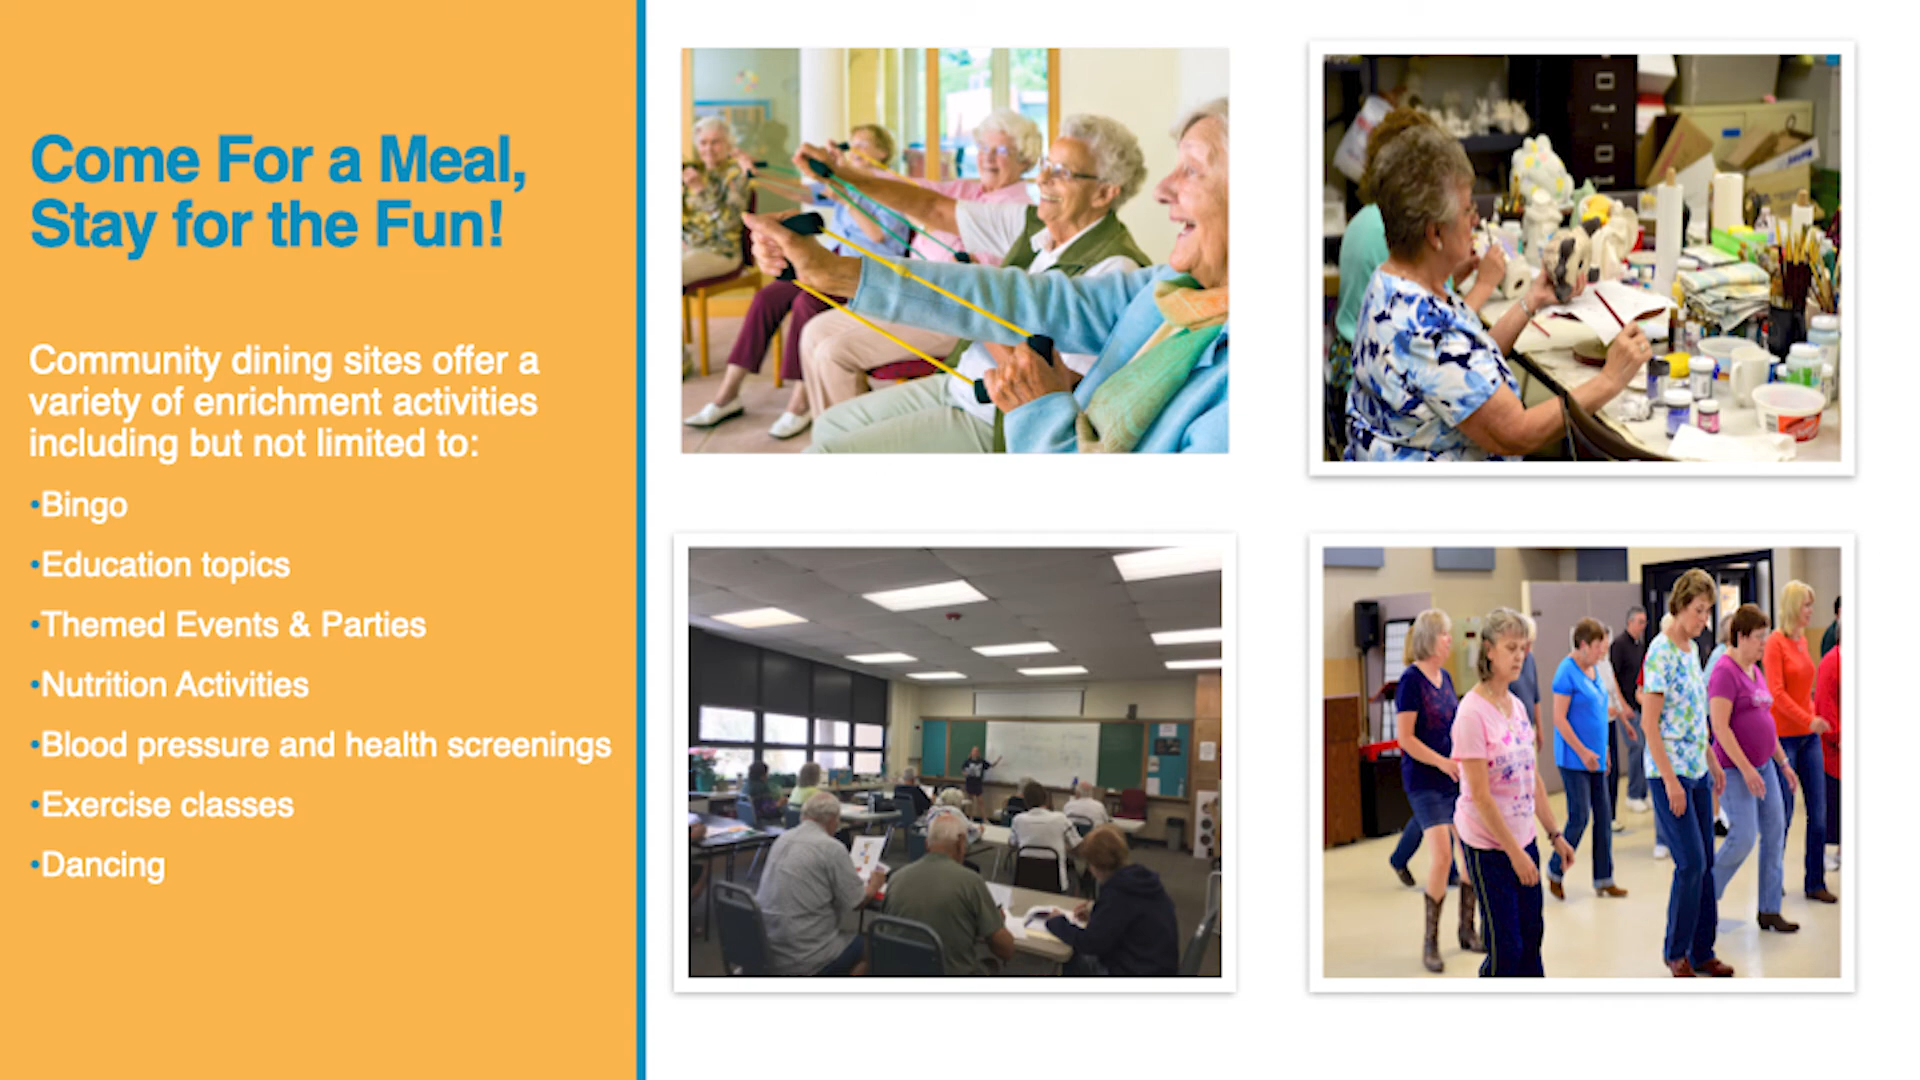 Come For a Meal,
Stay for the Fun!
Community dining sites offer a
variety of enrichment activities
including but not limited to:
•Bingo
•Education topics
•Themed Events & Parties
•Nutrition Activities
•Blood pressure and health screenings
•Exercise classes
•Dancing